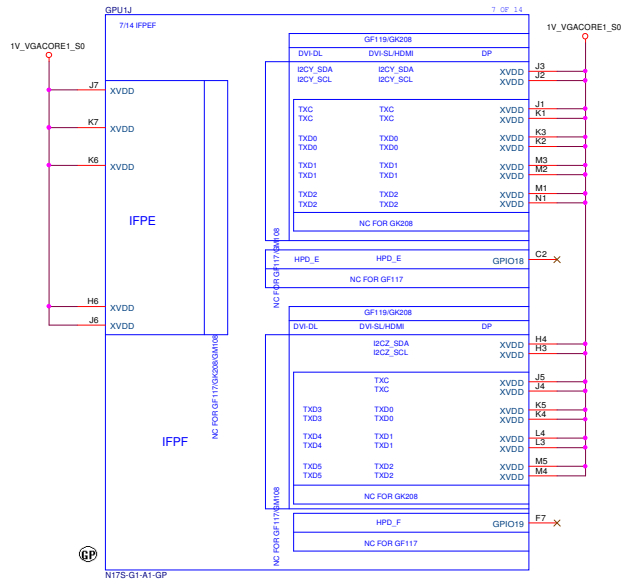 GPU1J
7 OF 14
7/14 IFPEF
1V_VGACORE1_S0
1V_VGACORE1_S0
GF119/GK208
DVI-DL DVI-SL/HDMI DP
I2CY_SDA I2CY_SDA XVDD J3
I2CY_SCL I2CY_SCL XVDD J2
J7 XVDD
TXC TXC XVDD J1
TXC TXC XVDD K1
K7 XVDD
TXD0 TXD0 XVDD K3
TXD0 TXD0 XVDD K2
K6 XVDD
TXD1 TXD1 XVDD M3
TXD1 TXD1 XVDD M2
TXD2 TXD2 XVDD M1
TXD2 TXD2 XVDD N1
IFPE
NC FOR GK208
NC FOR GF117/GM108
HPD_E HPD_E GPIO18 C2
NC FOR GF117
H6 XVDD
J6 XVDD
NC FOR GF117/GK208/GM108
GF119/GK208
DVI-DL DVI-SL/HDMI DP
I2CZ_SDA XVDD H4
I2CZ_SCL XVDD H3
TXC XVDD J5
TXC XVDD J4
TXD3 TXD0 XVDD K5
TXD3 TXD0 XVDD K4
IFPF
TXD4 TXD1 XVDD L4
TXD4 TXD1 XVDD L3
TXD5 TXD2 XVDD M5
TXD5 TXD2 XVDD M4
NC FOR GK208
NC FOR GF117/GM108
HPD_F GPIO19 F7
NC FOR GF117
GP
N17S-G1-A1-GP